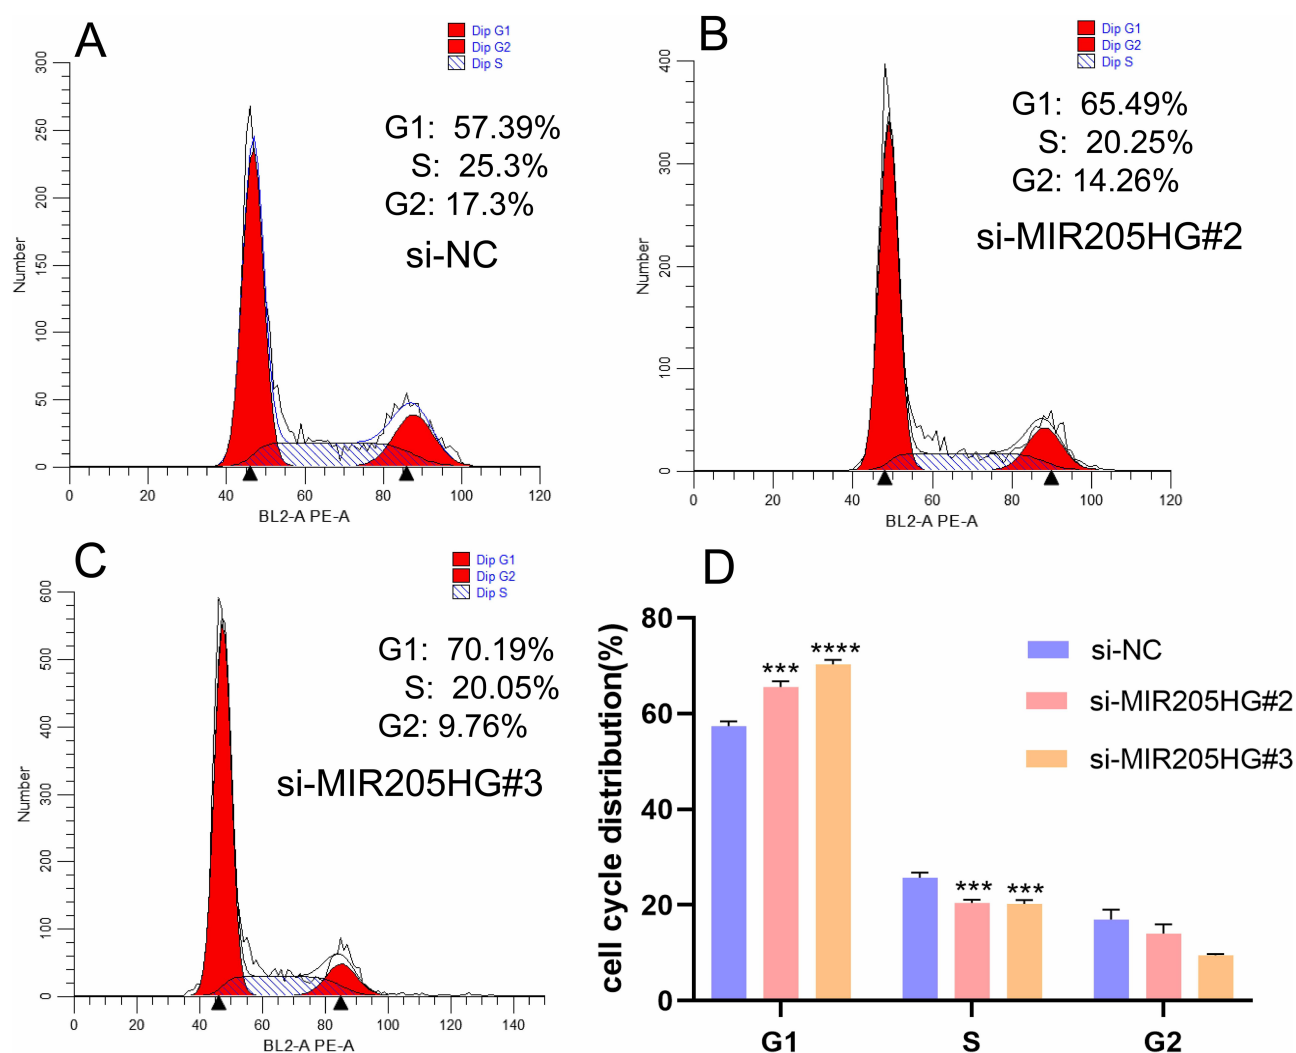 A
Dip G1
Dip G2
Dip S
300
250
200
150
100
50
0
Number
G1: 57.39%
S: 25.3%
G2: 17.3%
si-NC
0 20 40 60 80 100 120
BL2-A PE-A
B
Dip G1
Dip G2
Dip S
400
300
200
100
0
Number
G1: 65.49%
S: 20.25%
G2: 14.26%
si-MIR205HG#2
0 20 40 60 80 100 120
BL2-A PE-A
C
Dip G1
Dip G2
Dip S
600
500
400
300
200
100
0
Number
G1: 70.19%
S: 20.05%
G2: 9.76%
si-MIR205HG#3
0 20 40 60 80 100 120 140
BL2-A PE-A
D
80
60
40
20
0
cell cycle distribution(%)
*** ****
*** ***
si-NC
si-MIR205HG#2
si-MIR205HG#3
G1 S G2